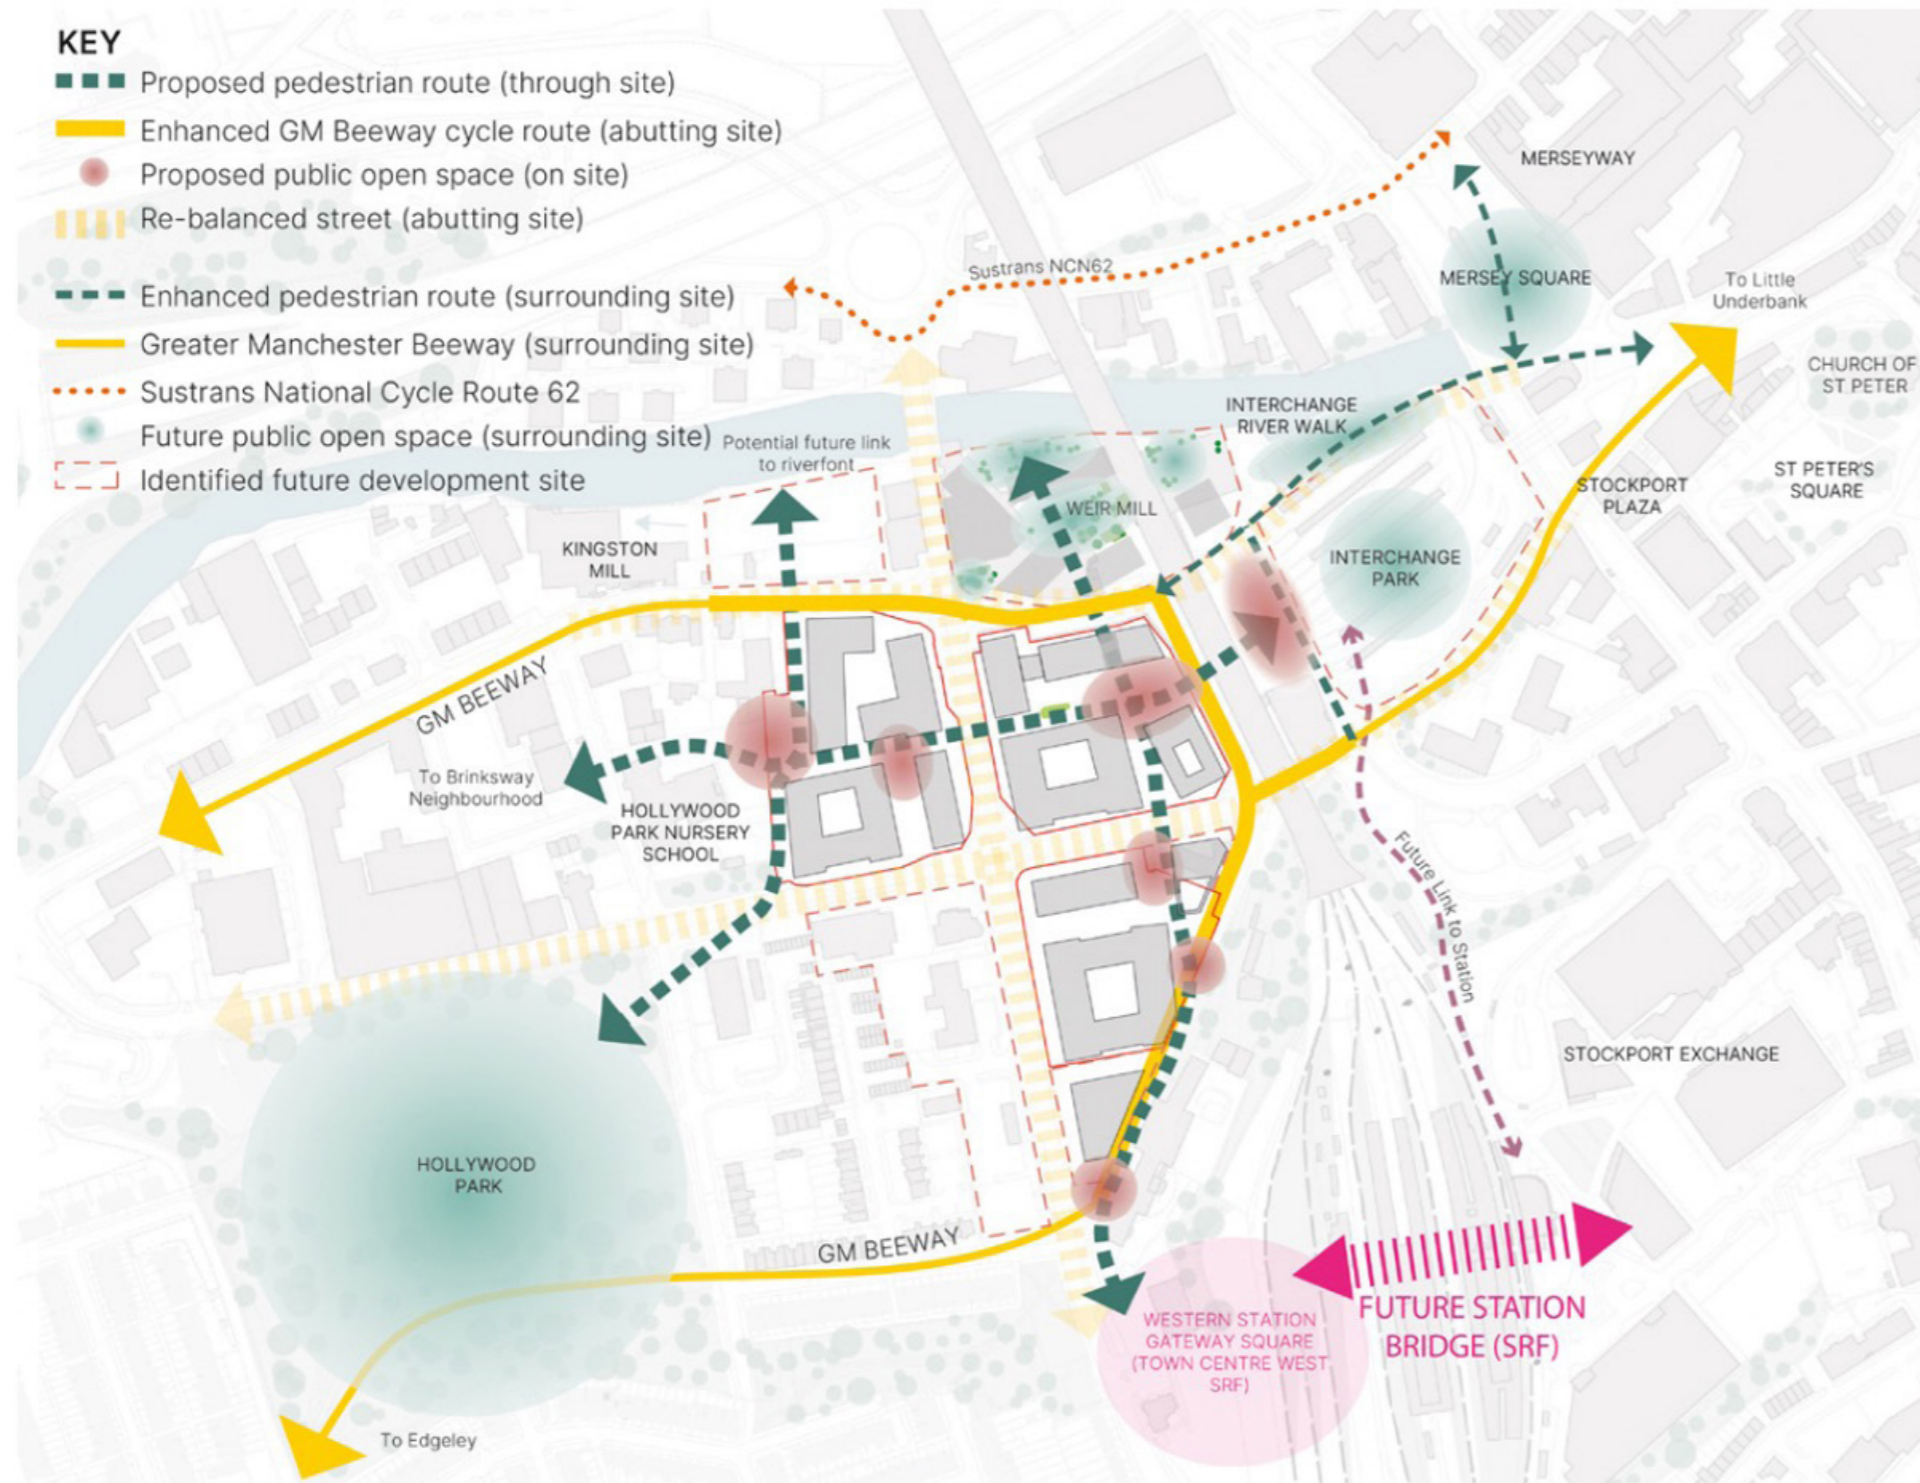 KEY
Proposed pedestrian route (through site)
Enhanced GM Beeway cycle route (abutting site)
Proposed public open space (on site)
Re-balanced street (abutting site)
Enhanced pedestrian route (surrounding site)
Greater Manchester Beeway (surrounding site)
Sustrans National Cycle Route 62
Future public open space (surrounding site)
Identified future development site
MERSEYWAY
Sustrans NCN62
MERSEY SQUARE
To Little
Underbank
CHURCH OF
ST PETER
INTERCHANGE
RIVER WALK
Potential future link
to riverfont
WEIR MILL
STOCKPORT
PLAZA
ST PETER'S
SQUARE
KINGSTON
MILL
INTERCHANGE
PARK
GM BEEWAY
To Brinksway
Neighbourhood
HOLLYWOOD
PARK NURSERY
SCHOOL
Future Link to Station
STOCKPORT EXCHANGE
HOLLYWOOD
PARK
GM BEEWAY
WESTERN STATION
GATEWAY SQUARE
(TOWN CENTRE WEST
SRF)
FUTURE STATION
BRIDGE (SRF)
To Edgeley